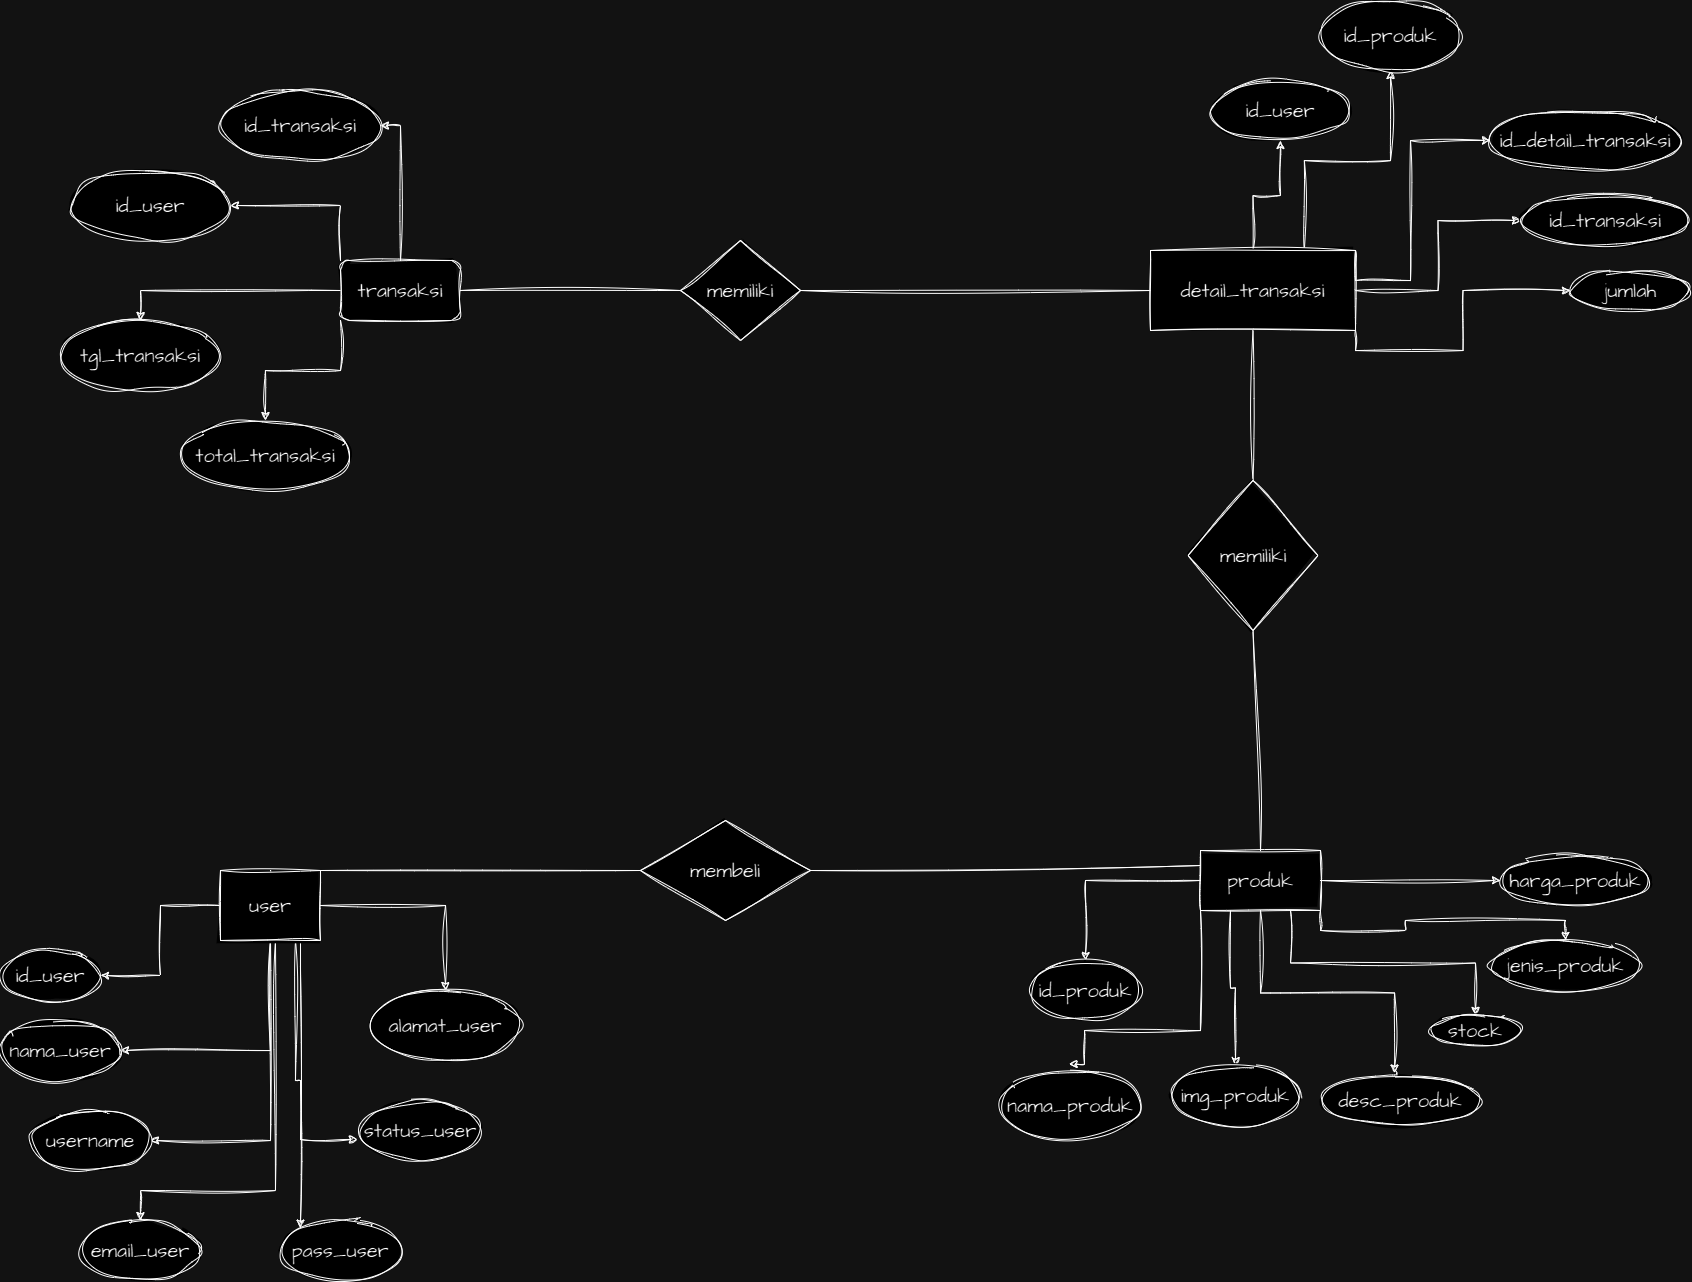 id_produk
id_user
id_transaksi
id_detail_transaksi
id_user
id_transaksi
transaksi
memiliki
detail_transaksi
jumlah
tgl_transaksi
total_transaksi
memiliki
membeli
produk
harga_produk
user
id_user
jenis_produk
id_produk
alamat_user
stock
nama_user
nama_produk
img_produk
desc_produk
username
status_user
email_user
pass_user